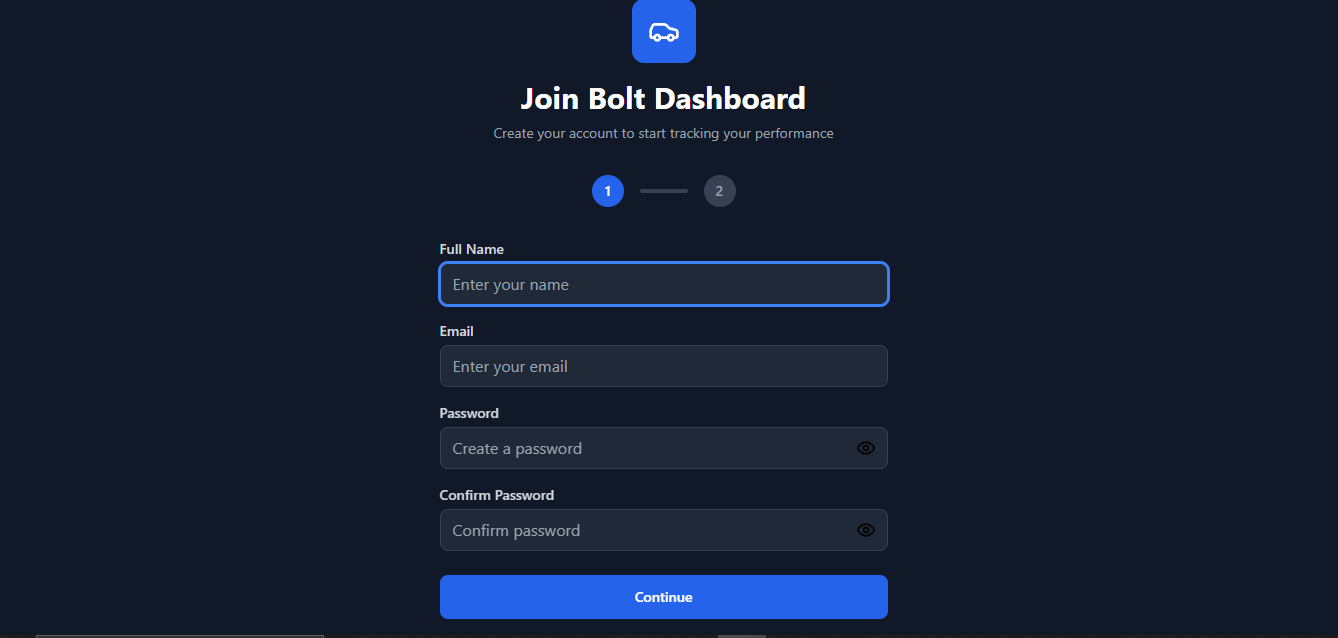 Join Bolt Dashboard
Create your account to start tracking your performance
1 2
Full Name
Enter your name
Email
Enter your email
Password
Create a password
Confirm Password
Confirm password
Continue